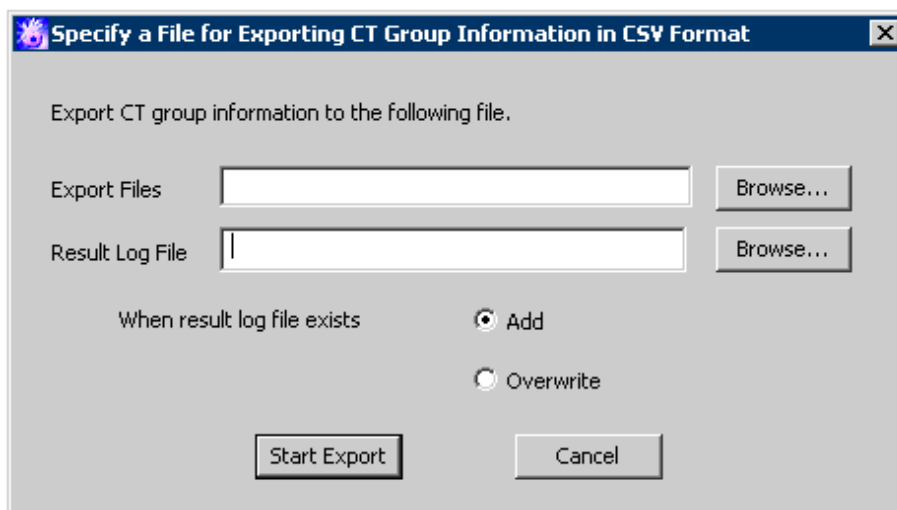 Specify a File for Exporting CT Group Information in CSV Format
Export CT group information to the following file.
Export Files
Browse...
Result Log File
Browse...
When result log file exists
Add
Overwrite
Start Export
Cancel